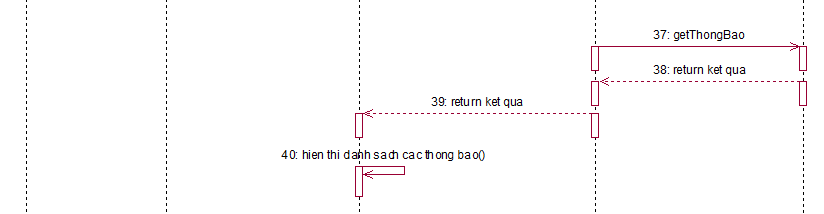 37: getThongBao
38: return ket qua
39: return ket qua
40: hien thi danh sach cac thong bao()